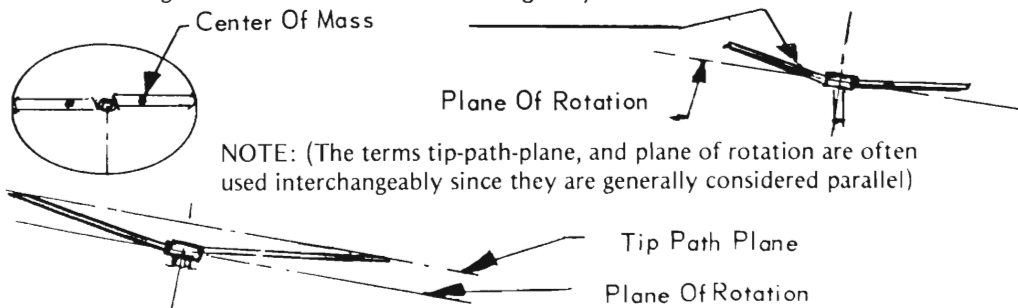 Center Of Mass
Plane Of Rotation
NOTE: (The terms tip-path-plane, and plane of rotation are often
used interchangeably since they are generally considered parallel)
Tip Path Plane
Plane Of Rotation